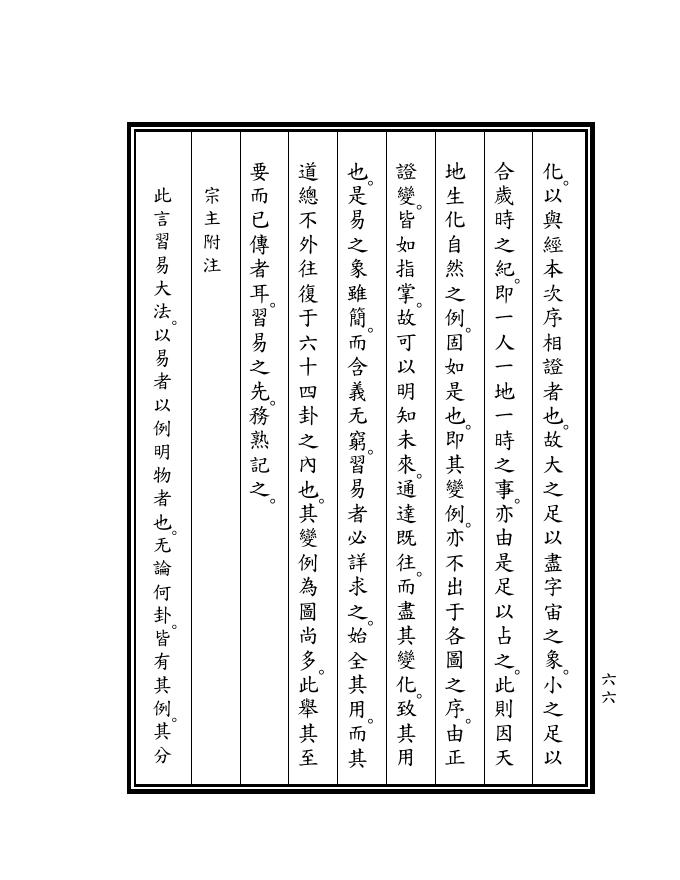 化。以與經本次序相證者也。故大之足以盡字宙之象。小之足以
合歲時之紀。即一人一地一時之事。亦由是足以占之。此則因天
地生化自然之例。固如是也。即其變例。亦不出于各圖之序。由正
證變。皆如指掌。故可以明知未來。通達既往。而盡其變化。致其用
也。是易之象雖簡。而含義无窮。習易者必詳求之。始全其用。而其
道總不外往復于六十四卦之內也。其變例為圖尚多。此舉其至
要而已傳者耳。習易之先。務熟記之。
宗主附注
此言習易大法。以易者以例明物者也。无論何卦。皆有其例。其分
六六